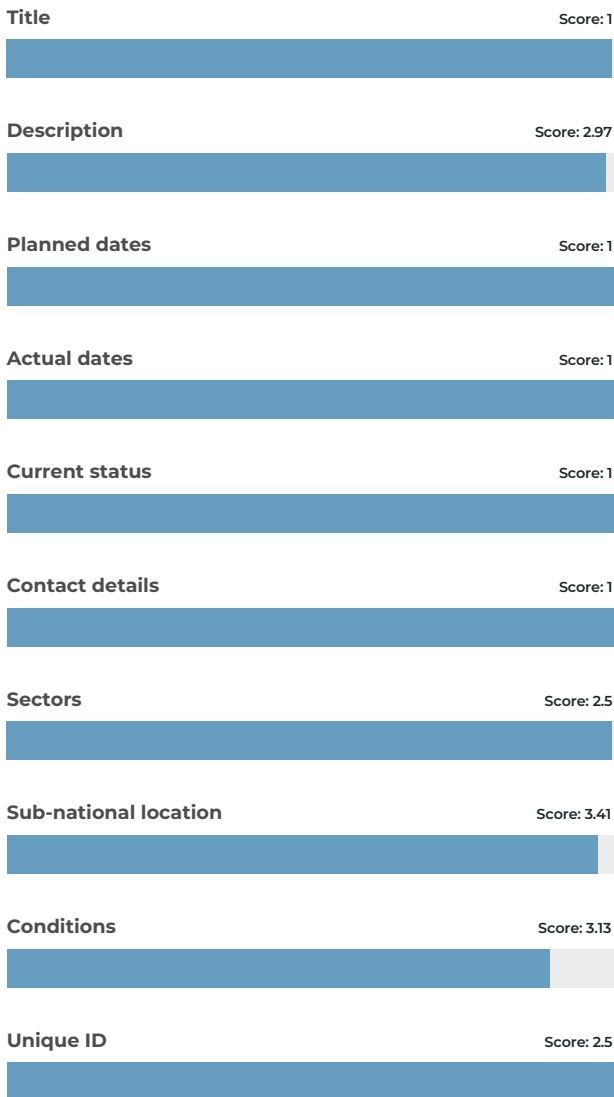 Title Score: 1
Description Score: 2.97
Planned dates Score: 1
Actual dates Score: 1
Current status Score: 1
Contact details Score: 1
Sectors Score: 2.5
Sub-national location Score: 3.41
Conditions Score: 3.13
Unique ID Score: 2.5